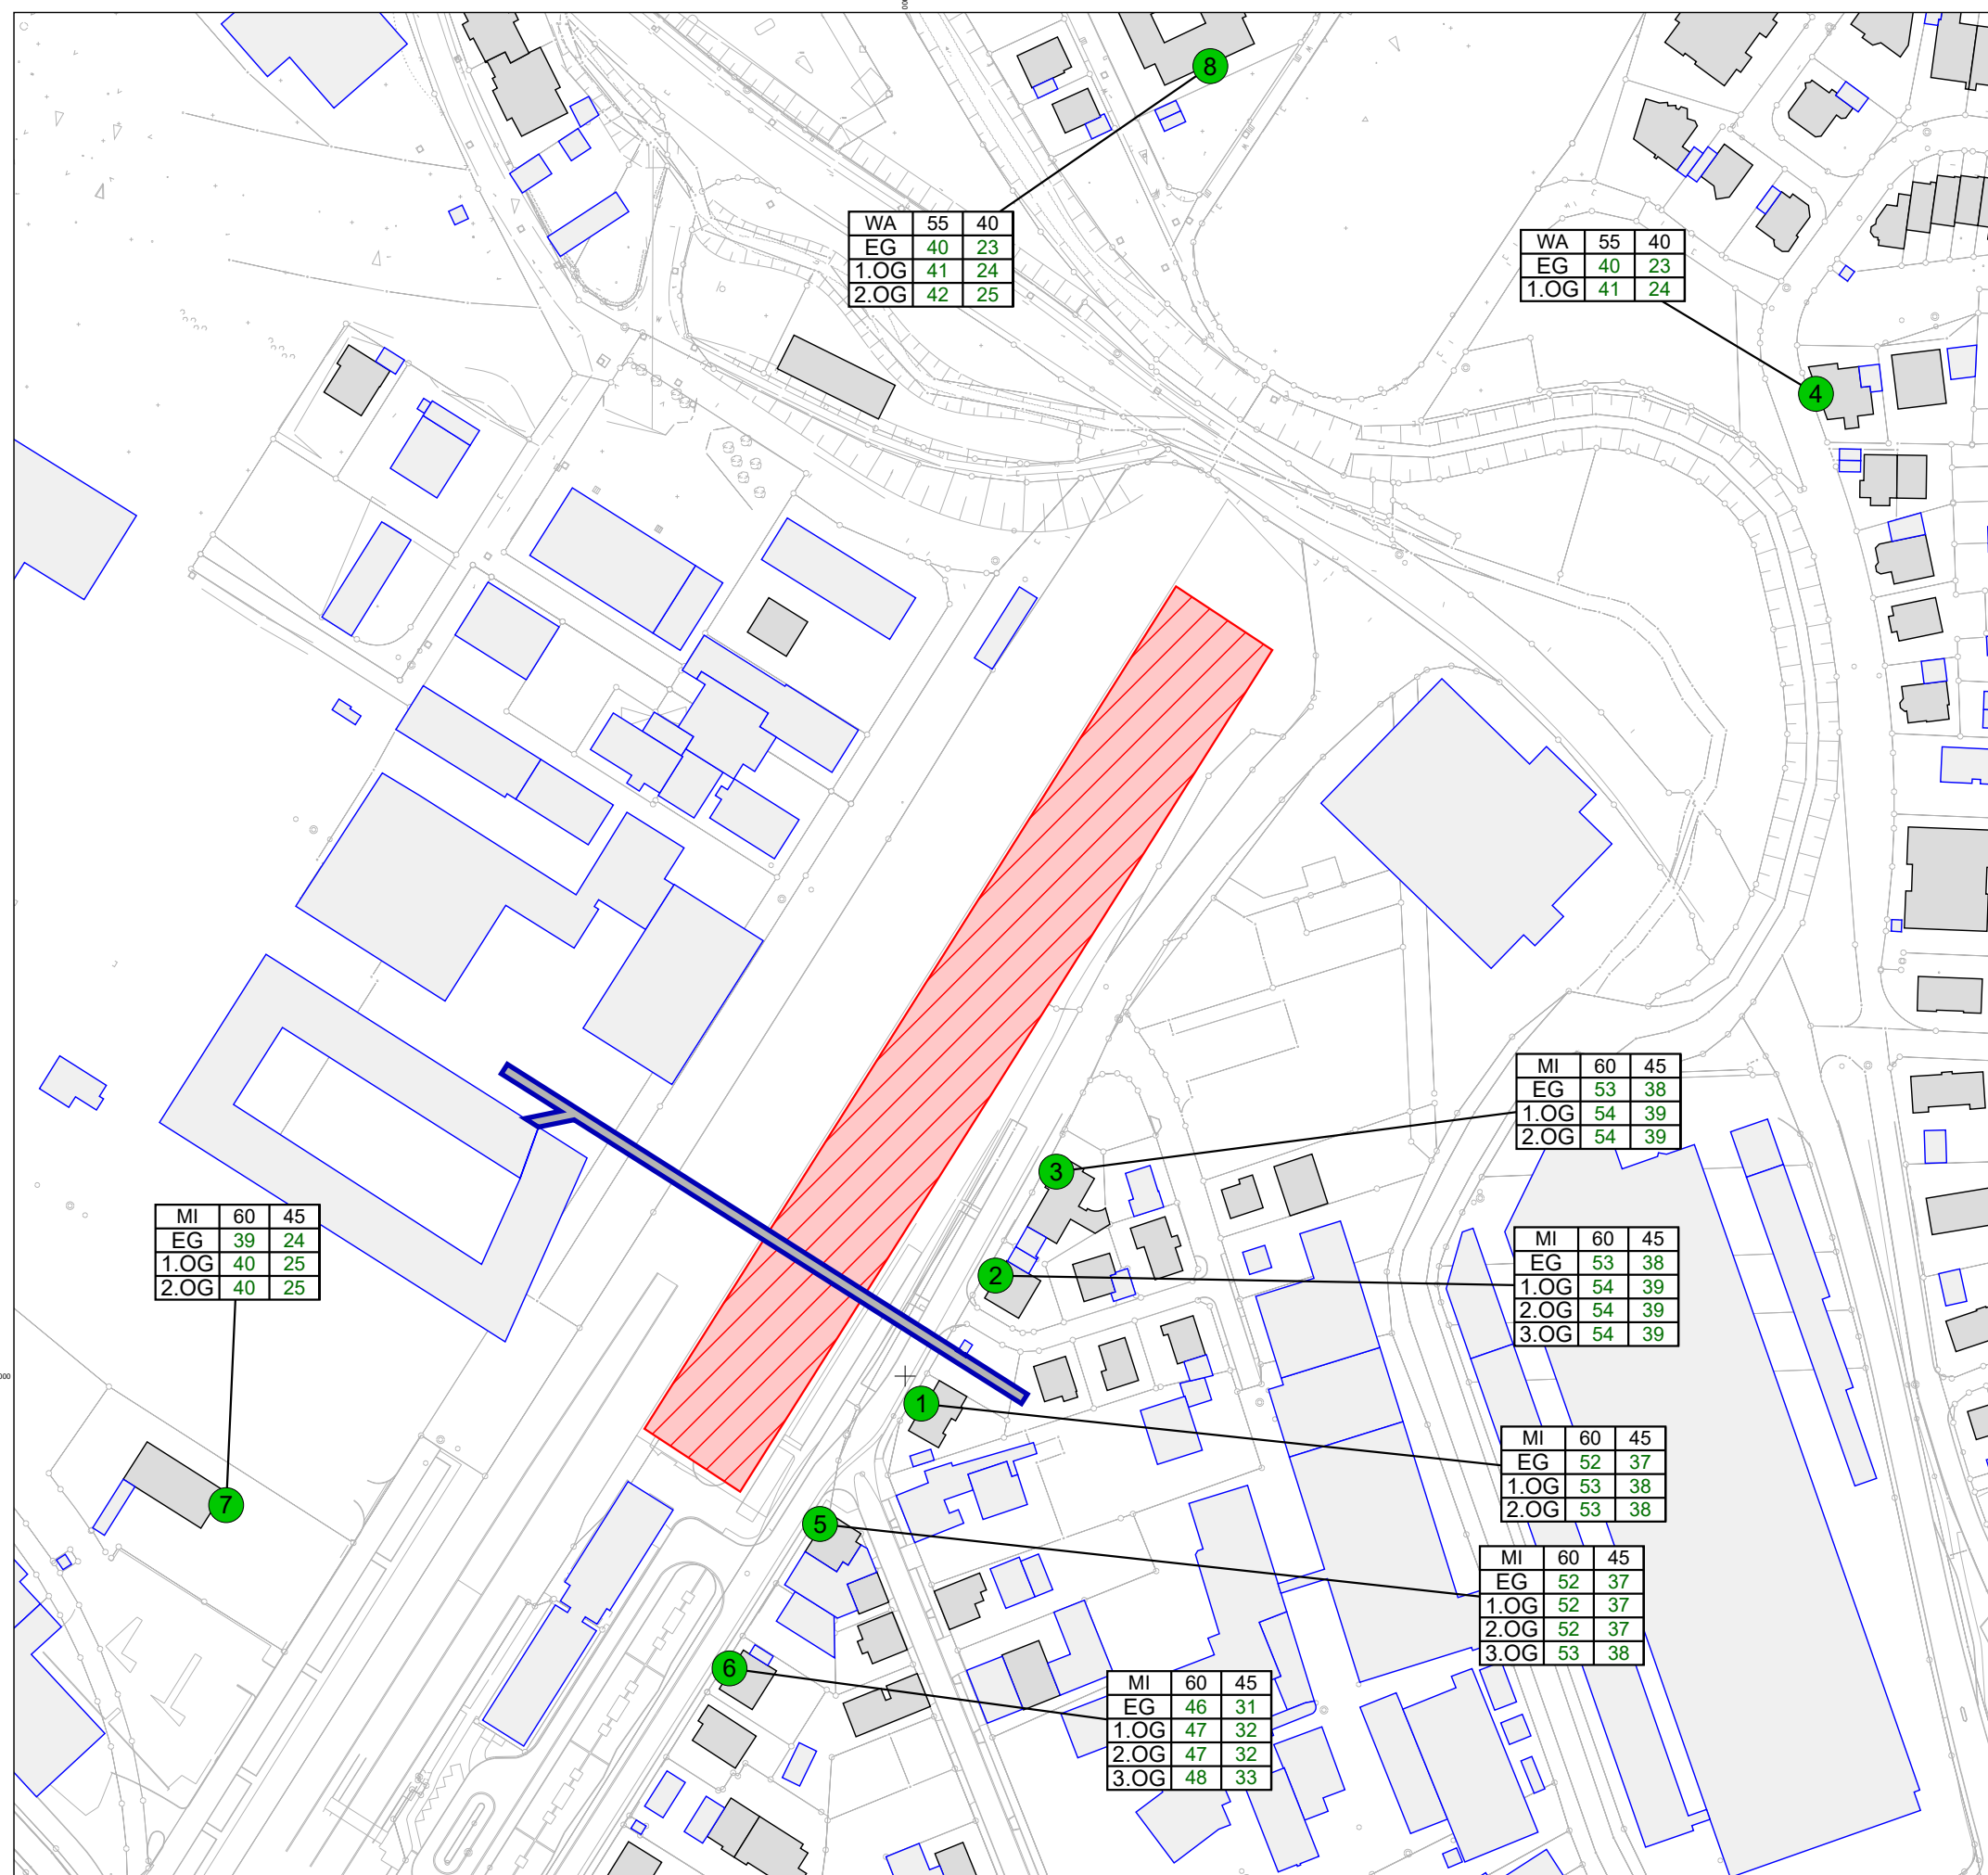 8
WA 55 40
EG 40 23
1.OG 41 24
2.OG 42 25
WA 55 40
EG 40 23
1.OG 41 24
4
MI 60 45
EG 53 38
1.OG 54 39
2.OG 54 39
3
MI 60 45
EG 39 24
1.OG 40 25
2.OG 40 25
MI 60 45
EG 53 38
1.OG 54 39
2.OG 54 39
3.OG 54 39
2
1
MI 60 45
EG 52 37
1.OG 53 38
2.OG 53 38
7
5
MI 60 45
EG 52 37
1.OG 52 37
2.OG 52 37
3.OG 53 38
6
MI 60 45
EG 46 31
1.OG 47 32
2.OG 47 32
3.OG 48 33